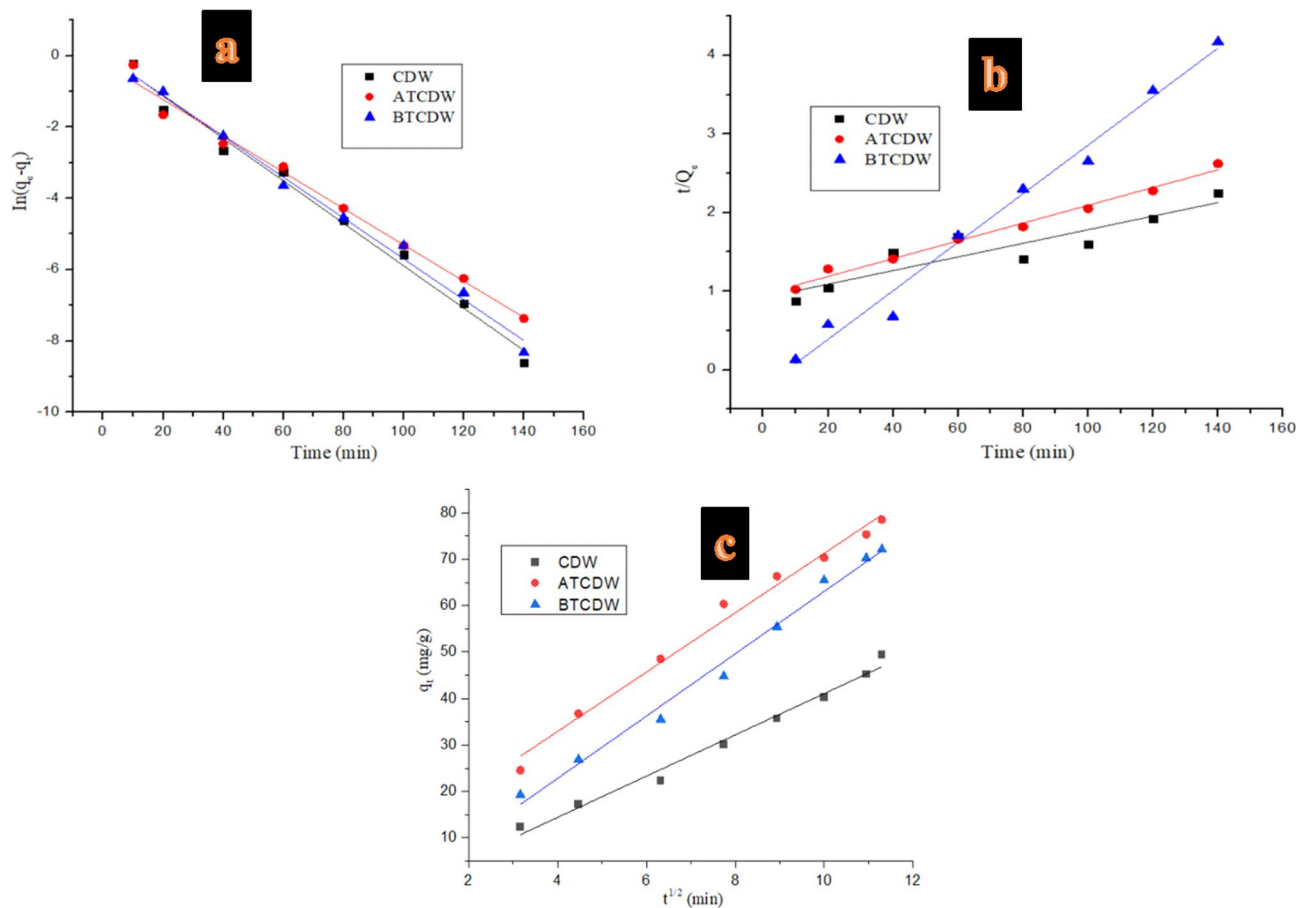 a
CDW
ATCDW
BTCDW
ln(qe-qt)
0
-2
-4
-6
-8
-10
0 20 40 60 80 100 120 140 160
Time (min)
b
CDW
ATCDW
BTCDW
t/Qe
4
3
2
1
0
0 20 40 60 80 100 120 140 160
Time (min)
c
CDW
ATCDW
BTCDW
qt (mg/g)
80
70
60
50
40
30
20
10
2 4 6 8 10 12
t1/2 (min)